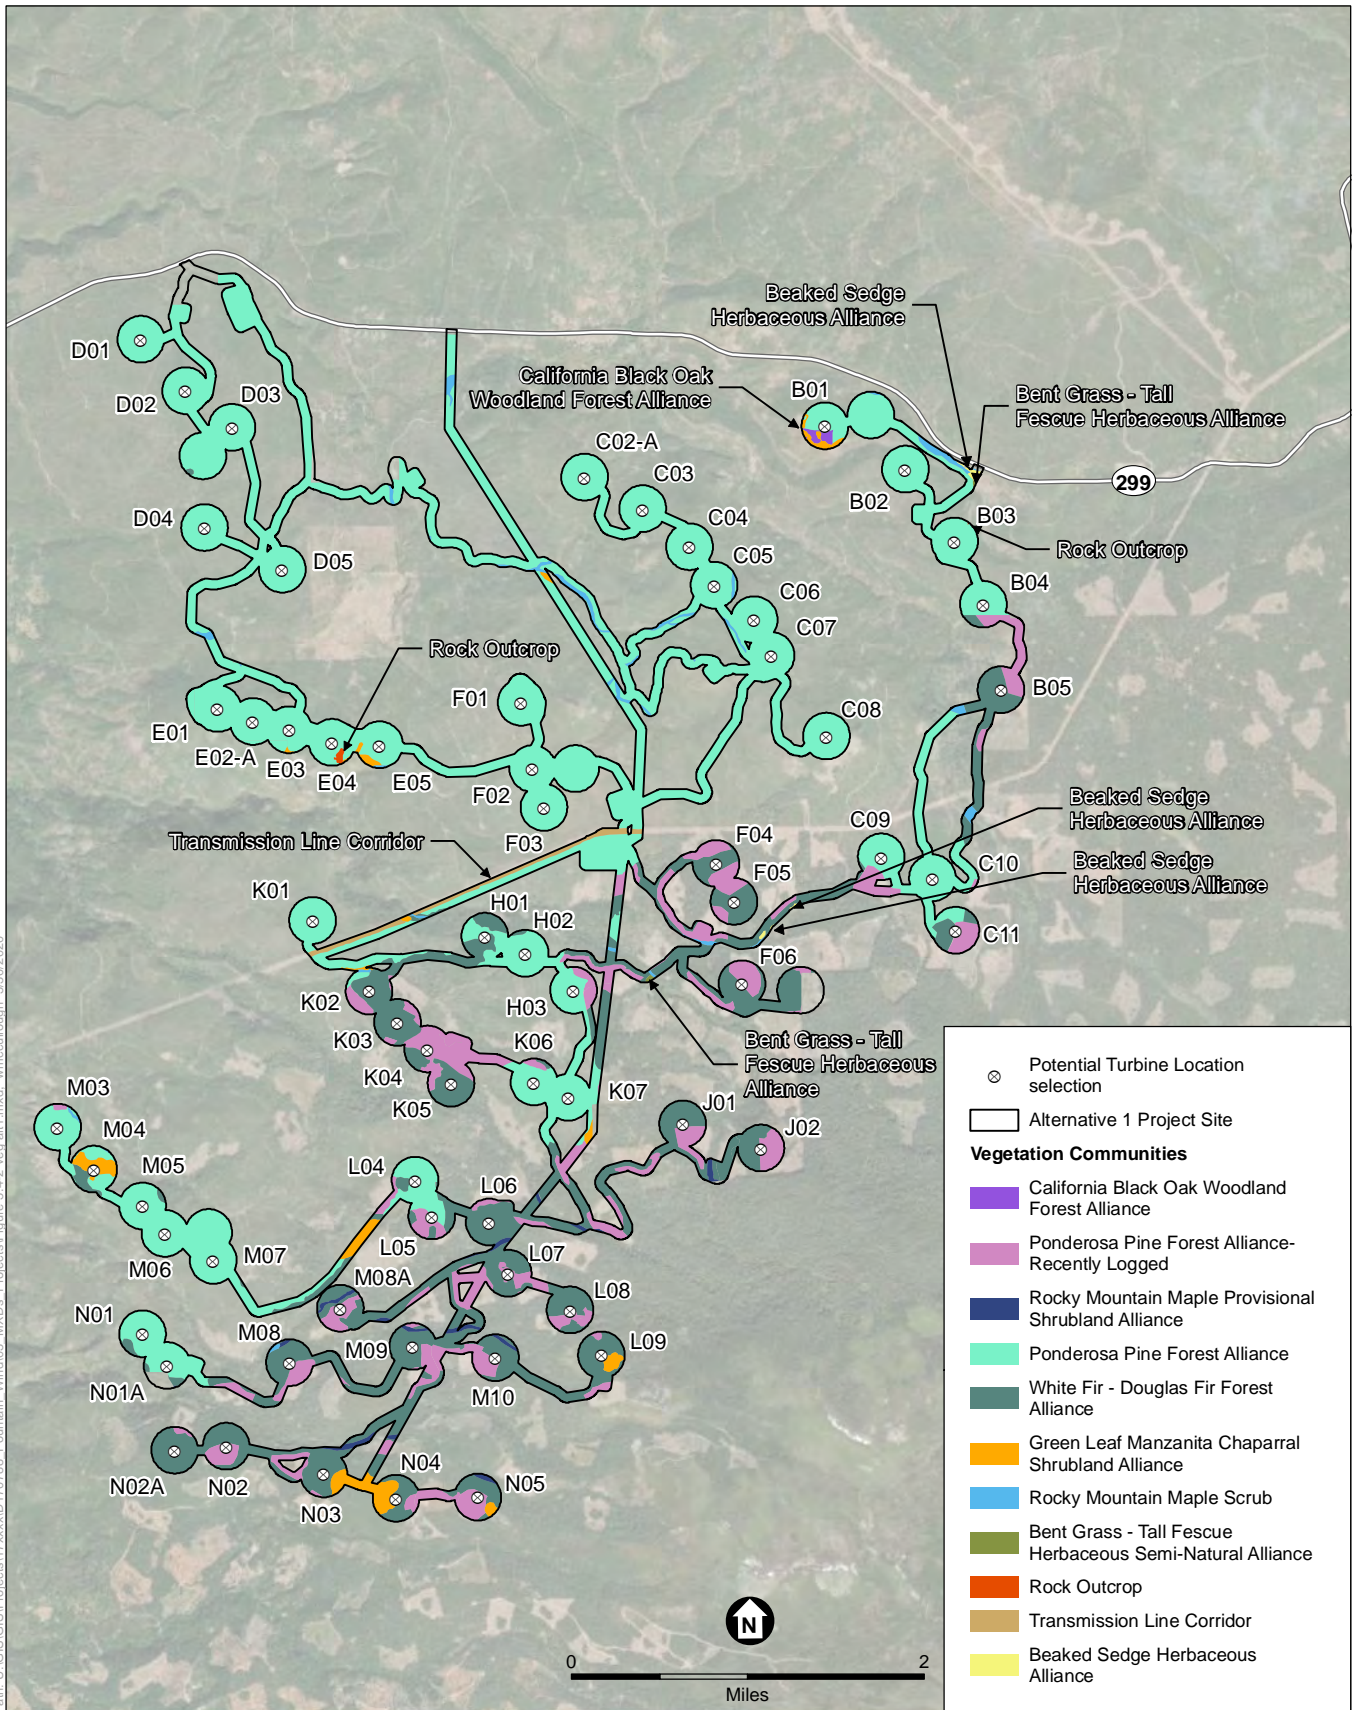 Beaked Sedge
Herbaceous Alliance
D01
California Black Oak
Woodland Forest Alliance
B01
Bent Grass - Tall
Fescue Herbaceous Alliance
D02
D03
C02-A
C03
299
B02
B03
D04
C04
Rock Outcrop
D05
C05
B04
C06
C07
Rock Outcrop
B05
F01
C08
E01
E02-A
E03
E04
E05
F02
F03
Beaked Sedge
Herbaceous Alliance
Transmission Line Corridor
F04
C09
F05
C10
Beaked Sedge
Herbaceous Alliance
K01
H01
H02
C11
F06
K02
H03
K03
K06
Bent Grass - Tall
Fescue Herbaceous
Alliance
K04
K05
K07
M03
M04
J01
J02
M05
L04
L06
M06
M07
L05
L07
M08A
L08
N01
M08
M09
L09
N01A
M10
N02A
N02
N03
N04
N05
N
0
2
Miles
Potential Turbine Location
selection
Alternative 1 Project Site
Vegetation Communities
California Black Oak Woodland
Forest Alliance
Ponderosa Pine Forest Alliance-
Recently Logged
Rocky Mountain Maple Provisional
Shrubland Alliance
Ponderosa Pine Forest Alliance
White Fir - Douglas Fir Forest
Alliance
Green Leaf Manzanita Chaparral
Shrubland Alliance
Rocky Mountain Maple Scrub
Bent Grass - Tall Fescue
Herbaceous Semi-Natural Alliance
Rock Outcrop
Transmission Line Corridor
Beaked Sedge Herbaceous
Alliance